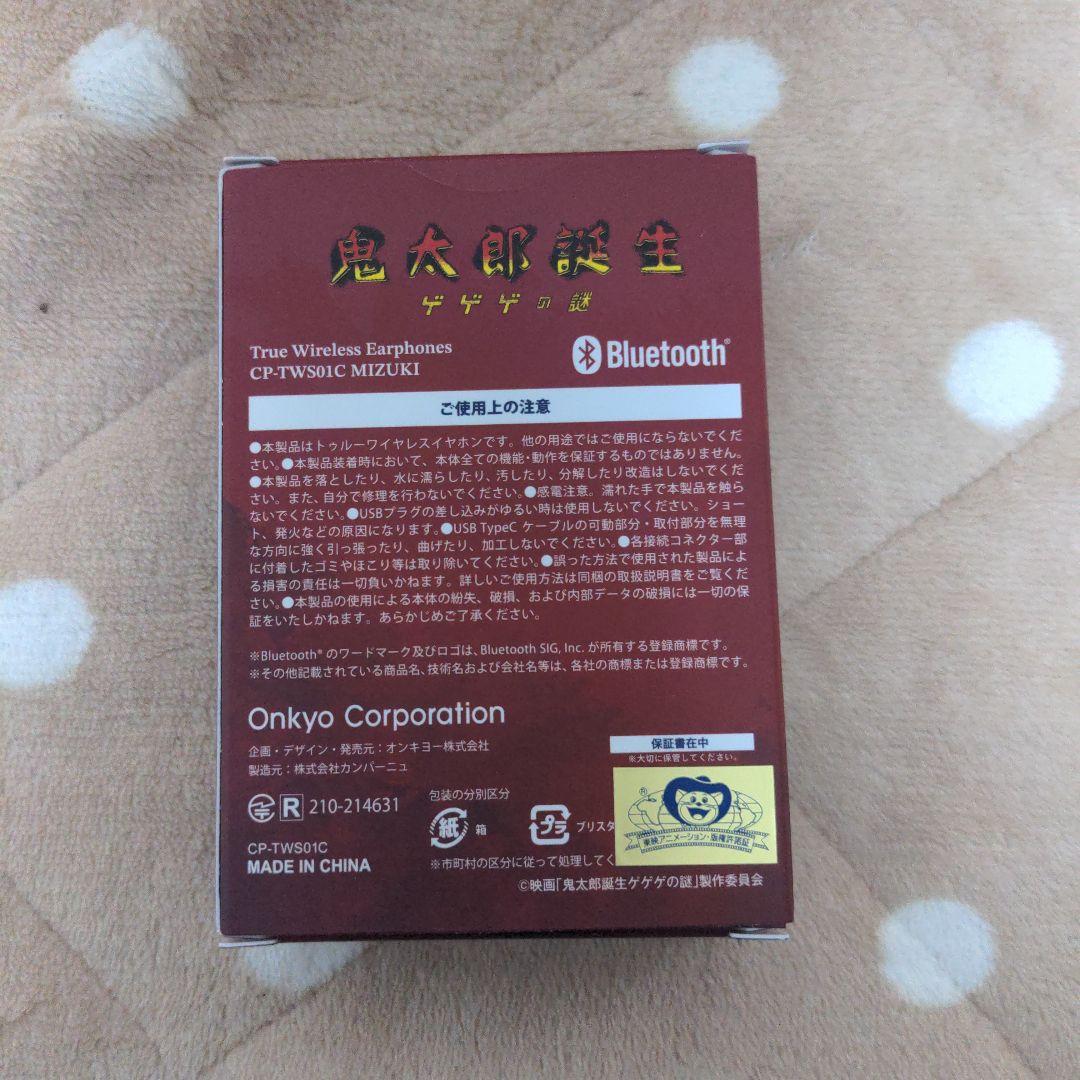 鬼太郎誕生
ゲゲゲの謎
True Wireless Earphones
CP-TWS01C MIZUKI
Bluetooth®
ご使用上の注意
●本製品はトゥルーワイヤレスイヤホンです。他の用途ではご使用にならないでくだ
さい。●本製品装着時において、本体全ての機能・動作を保証するものではありません。
●本製品を落としたり、水に濡らしたり、汚したり、分解したり改造はしないでくだ
さい。また、自分で修理を行わないでください。●感電注意。濡れた手で本製品を触ら
ないでください。●USBプラグの差し込みがゆるい時は使用しないでください。ショー
ト、発火などの原因になります。●USB TypeC ケーブルの可動部分・取付部分を無理
な方向に強く引っ張ったり、曲げたり、加工しないでください。●各接続コネクター部
に付着したゴミやほこり等は取り除いてください。●誤った方法で使用された製品によ
る損害の責任は一切負いかねます。詳しいご使用方法は同梱の取扱説明書をご覧くだ
さい。●本製品の使用による本体の紛失、破損、および内部データの破損には一切の保
証をいたしかねます。あらかじめご了承ください。
※Bluetooth® のワードマーク及びロゴは、Bluetooth SIG, Inc. が所有する登録商標です。
※その他記載されている商品名、技術名および会社名等は、各社の商標または登録商標です。
Onkyo Corporation
企画・デザイン・発売元：オンキヨー株式会社
製造元：株式会社カンパーニュ
保証書在中
※大切に保管してください。
R 210-214631
包装の分別区分
紙 箱
プラ ブリスタ
®
東映アニメーション・版権許諾証
CP-TWS01C
MADE IN CHINA
※市町村の区分に従って処理してく
©映画「鬼太郎誕生ゲゲゲの謎」製作委員会